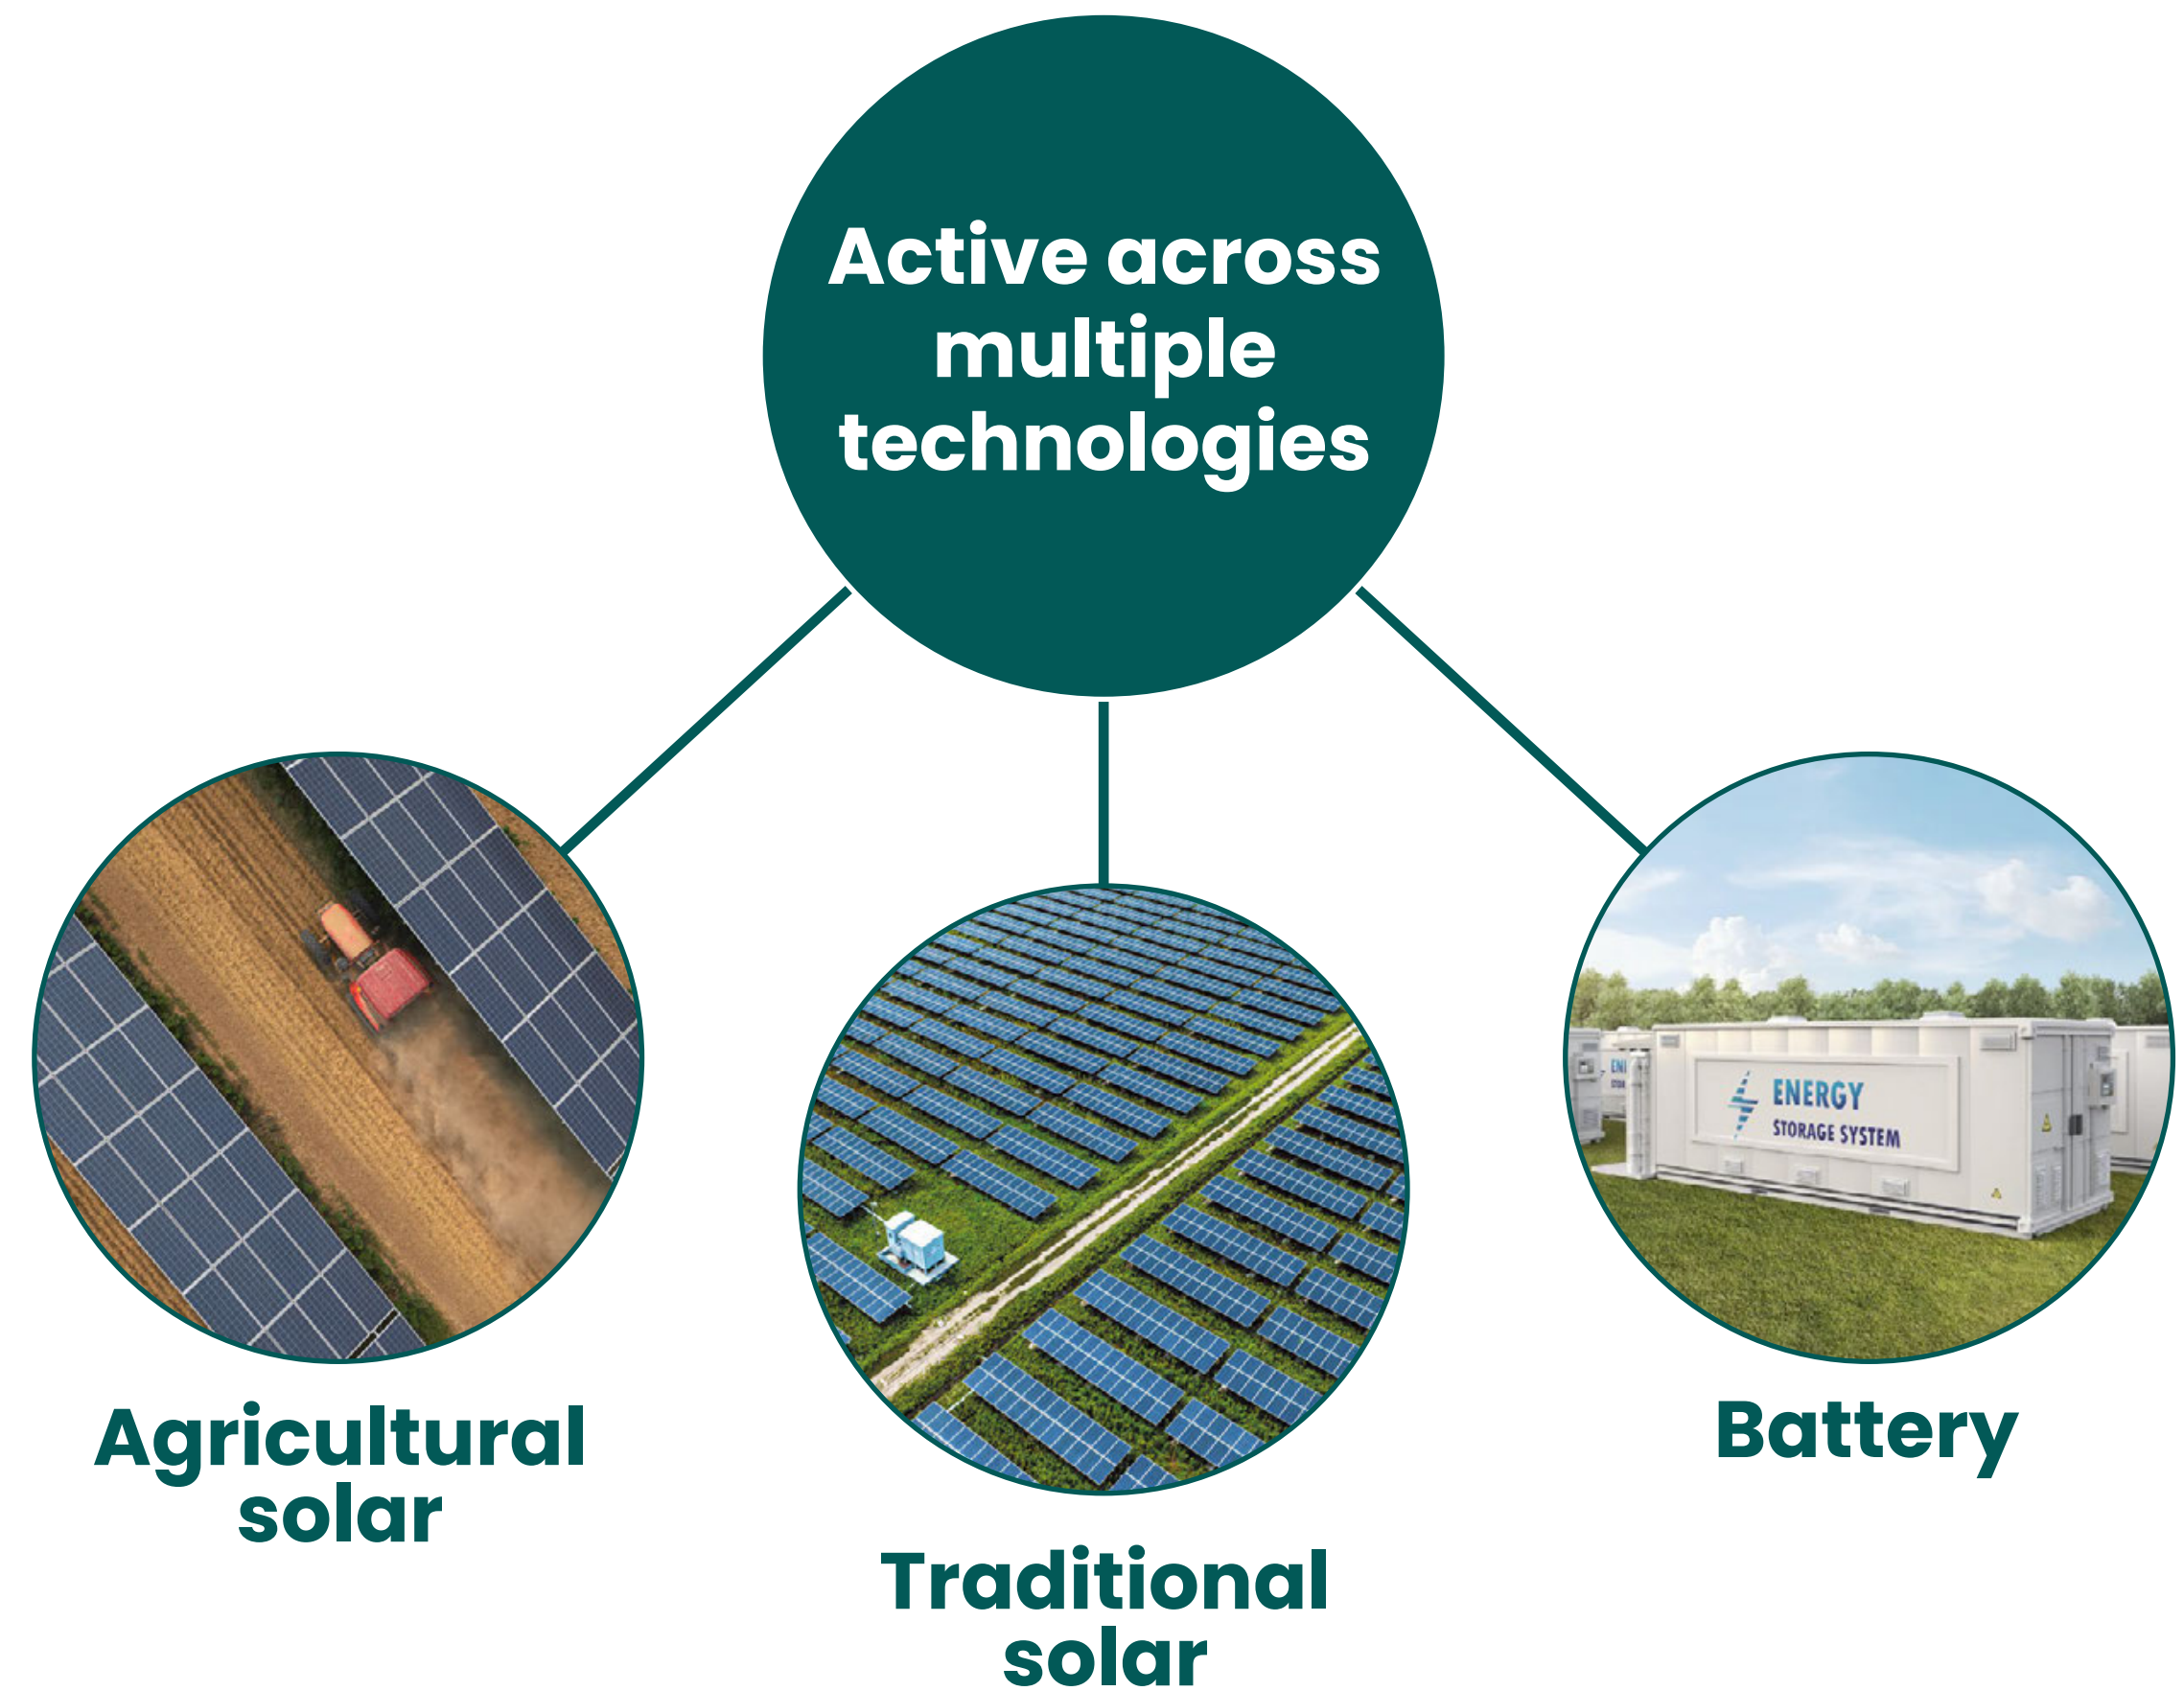 Active across
multiple
technologies
ENERGY
STORAGE SYSTEM
Agricultural
solar
Battery
Traditional
solar